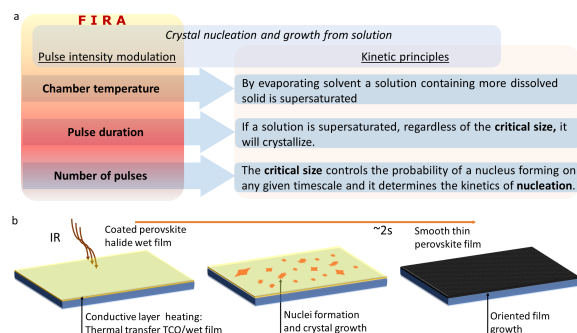 a
F I R A
Crystal nucleation and growth from solution
Pulse intensity modulation
Kinetic principles
Chamber temperature
By evaporating solvent a solution containing more dissolved
solid is supersaturated
Pulse duration
If a solution is supersaturated, regardless of the critical size, it
will crystallize.
Number of pulses
The critical size controls the probability of a nucleus forming on
any given timescale and it determines the kinetics of nucleation.
b
IR
Coated perovskite
halide wet film
~2s
Smooth thin
perovskite film
Conductive layer heating:
Thermal transfer TCO/wet film
Nuclei formation
and crystal growth
Oriented film
growth